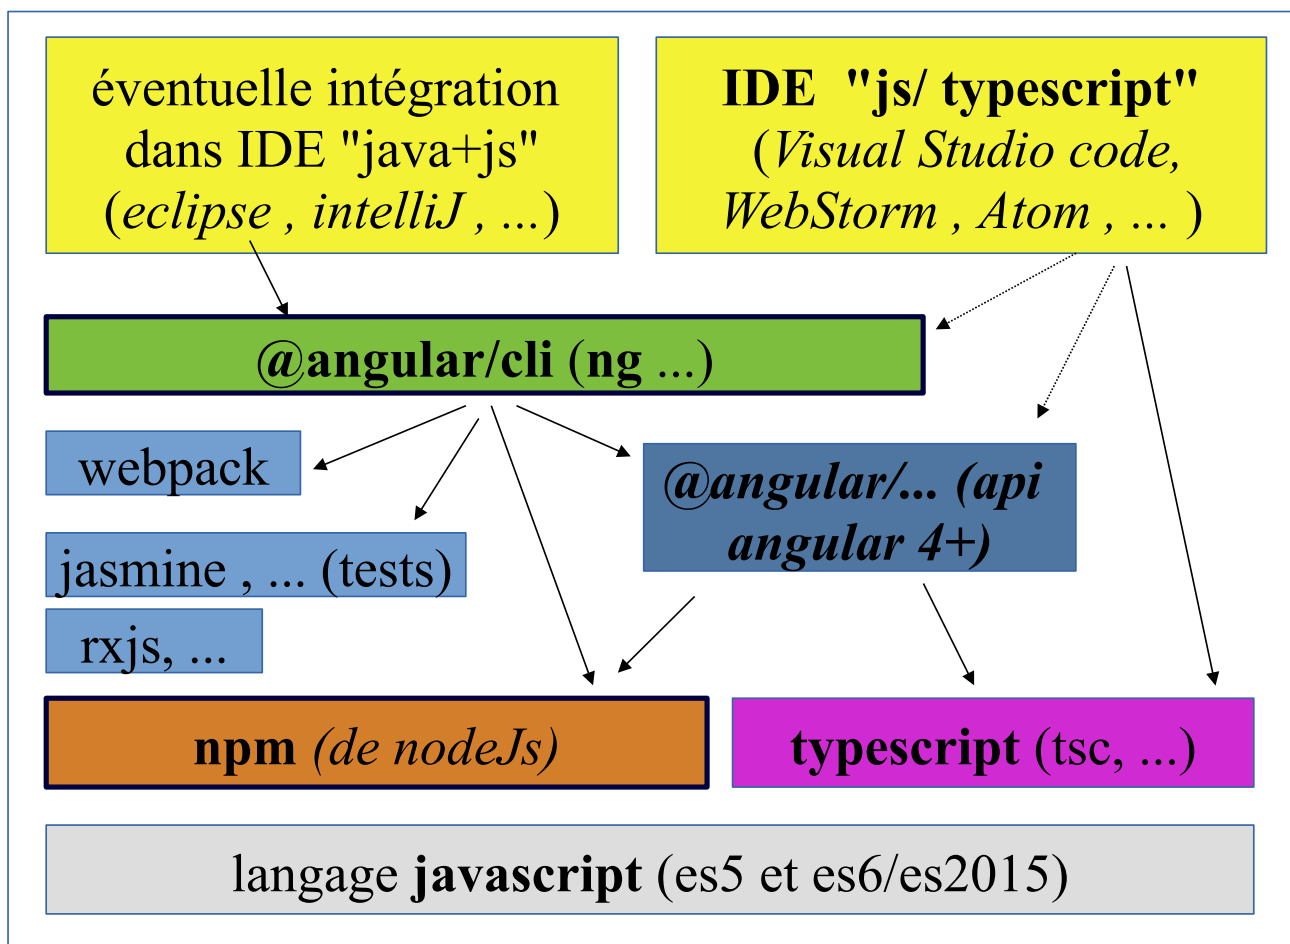 éventuelle intégration
dans IDE "java+js"
(eclipse , intelliJ , ...)
IDE "js/ typescript"
(Visual Studio code,
WebStorm , Atom , ... )
@angular/cli (ng ...)
webpack
@angular/... (api
angular 4+)
jasmine , ... (tests)
rxjs, ...
npm (de nodeJs)
typescript (tsc, ...)
langage javascript (es5 et es6/es2015)